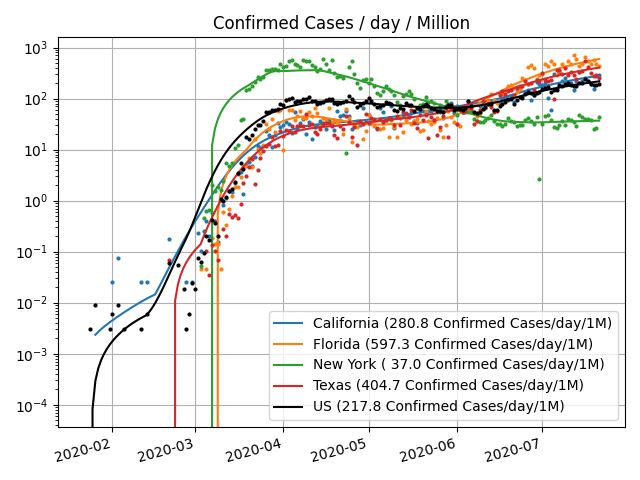 Confirmed Cases / day / Million
10³
10²
10¹
10⁰
10⁻¹
10⁻²
10⁻³
10⁻⁴
California (280.8 Confirmed Cases/day/1M)
Florida (597.3 Confirmed Cases/day/1M)
New York ( 37.0 Confirmed Cases/day/1M)
Texas (404.7 Confirmed Cases/day/1M)
US (217.8 Confirmed Cases/day/1M)
2020-02 2020-03 2020-04 2020-05 2020-06 2020-07